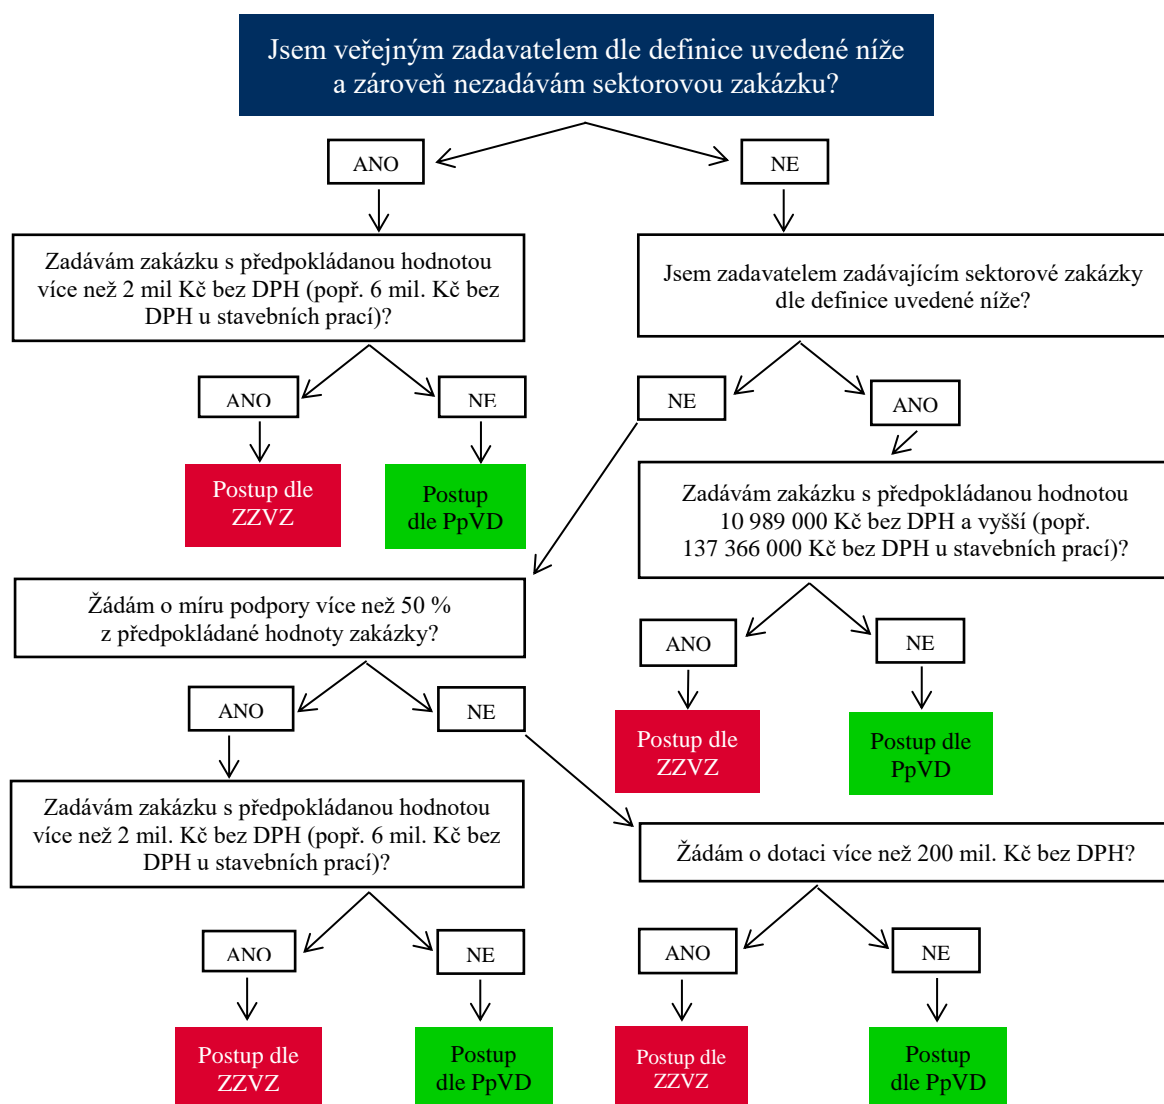 Jsem veřejným zadavatelem dle definice uvedené níže
a zároveň nezadávám sektorovou zakázku?
ANO
NE
Zadávám zakázku s předpokládanou hodnotou
více než 2 mil Kč bez DPH (popř. 6 mil. Kč bez
DPH u stavebních prací)?
Jsem zadavatelem zadávajícím sektorové zakázky
dle definice uvedené níže?
ANO
NE
NE
ANO
Postup dle
ZZVZ
Postup
dle PpVD
Zadávám zakázku s předpokládanou hodnotou
10 989 000 Kč bez DPH a vyšší (popř.
137 366 000 Kč bez DPH u stavebních prací)?
Žádám o míru podpory více než 50 %
z předpokládané hodnoty zakázky?
ANO
NE
ANO
NE
Postup dle
ZZVZ
Postup dle
PpVD
Zadávám zakázku s předpokládanou hodnotou
více než 2 mil. Kč bez DPH (popř. 6 mil. Kč bez
DPH u stavebních prací)?
Žádám o dotaci více než 200 mil. Kč bez DPH?
ANO
NE
ANO
NE
Postup dle
ZZVZ
Postup
dle PpVD
Postup dle
ZZVZ
Postup
dle PpVD